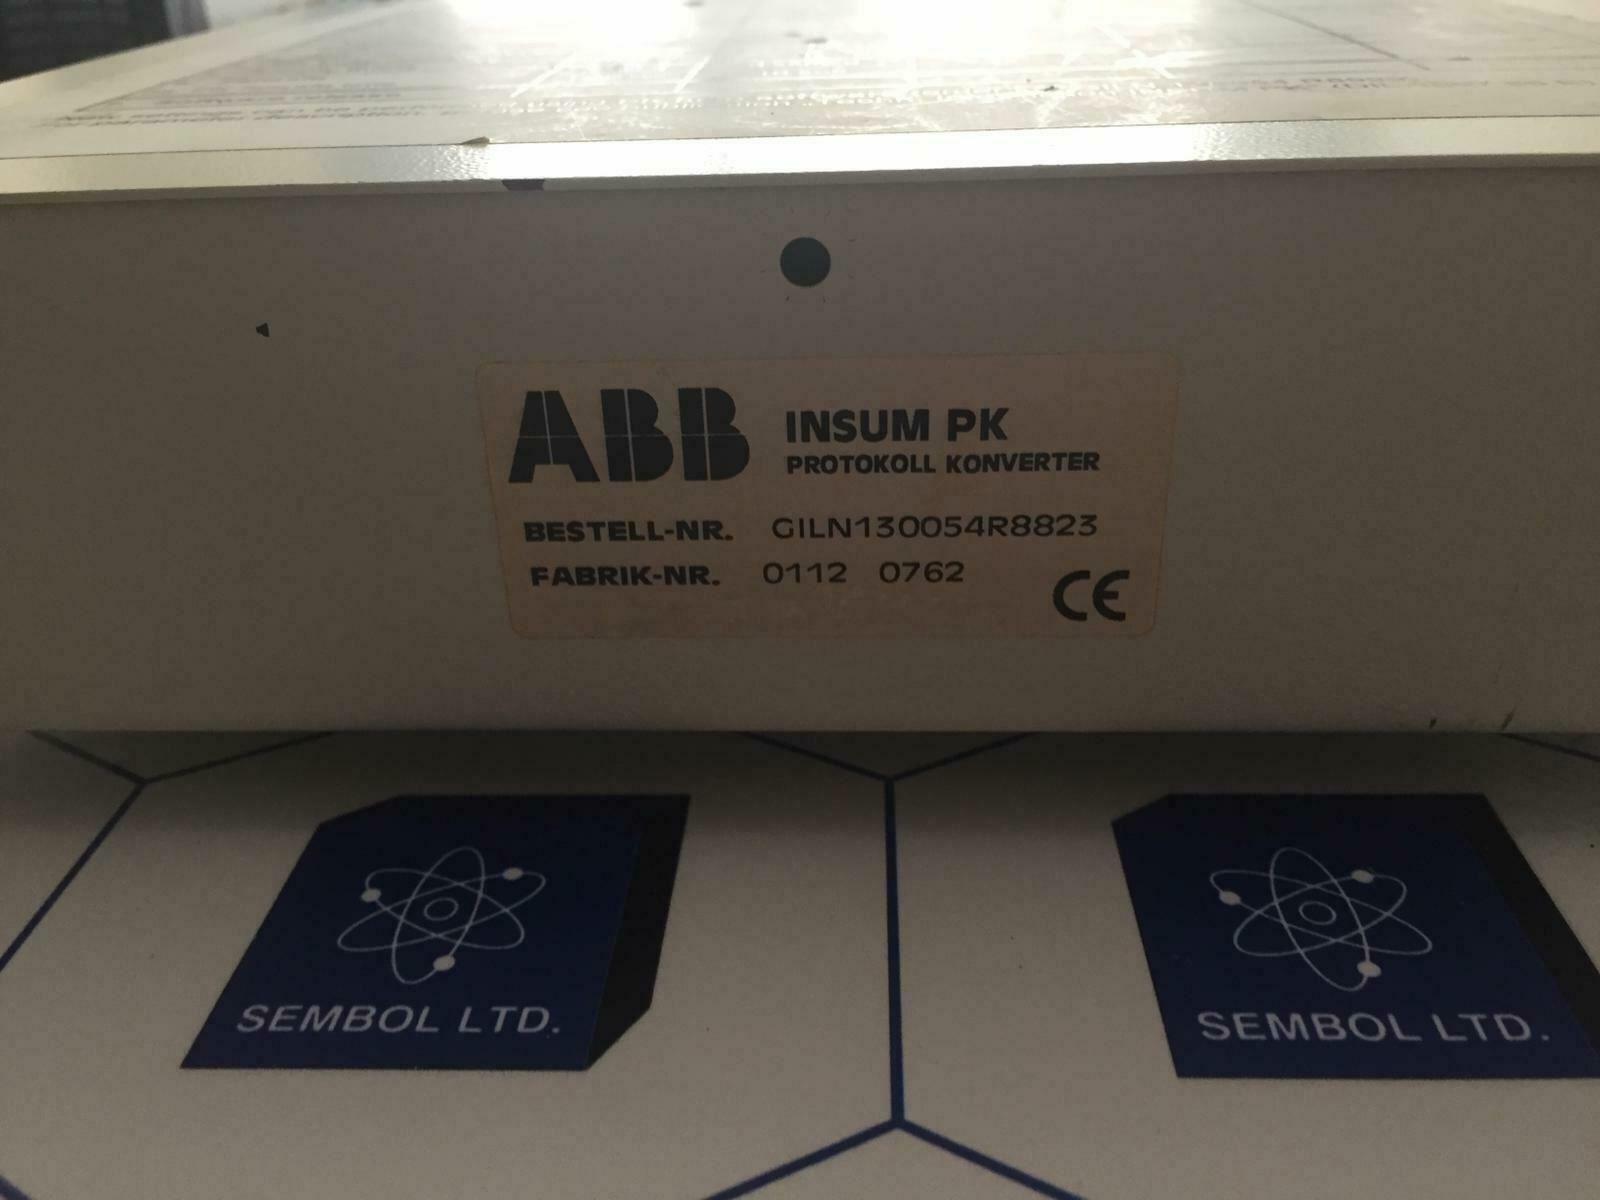 ABB INSUM PK
PROTOKOLL KONVERTER
BESTELL-NR. GILN130054R8823
FABRIK-NR. 0112 0762
CE
SEMBOL LTD.
SEMBOL LTD.